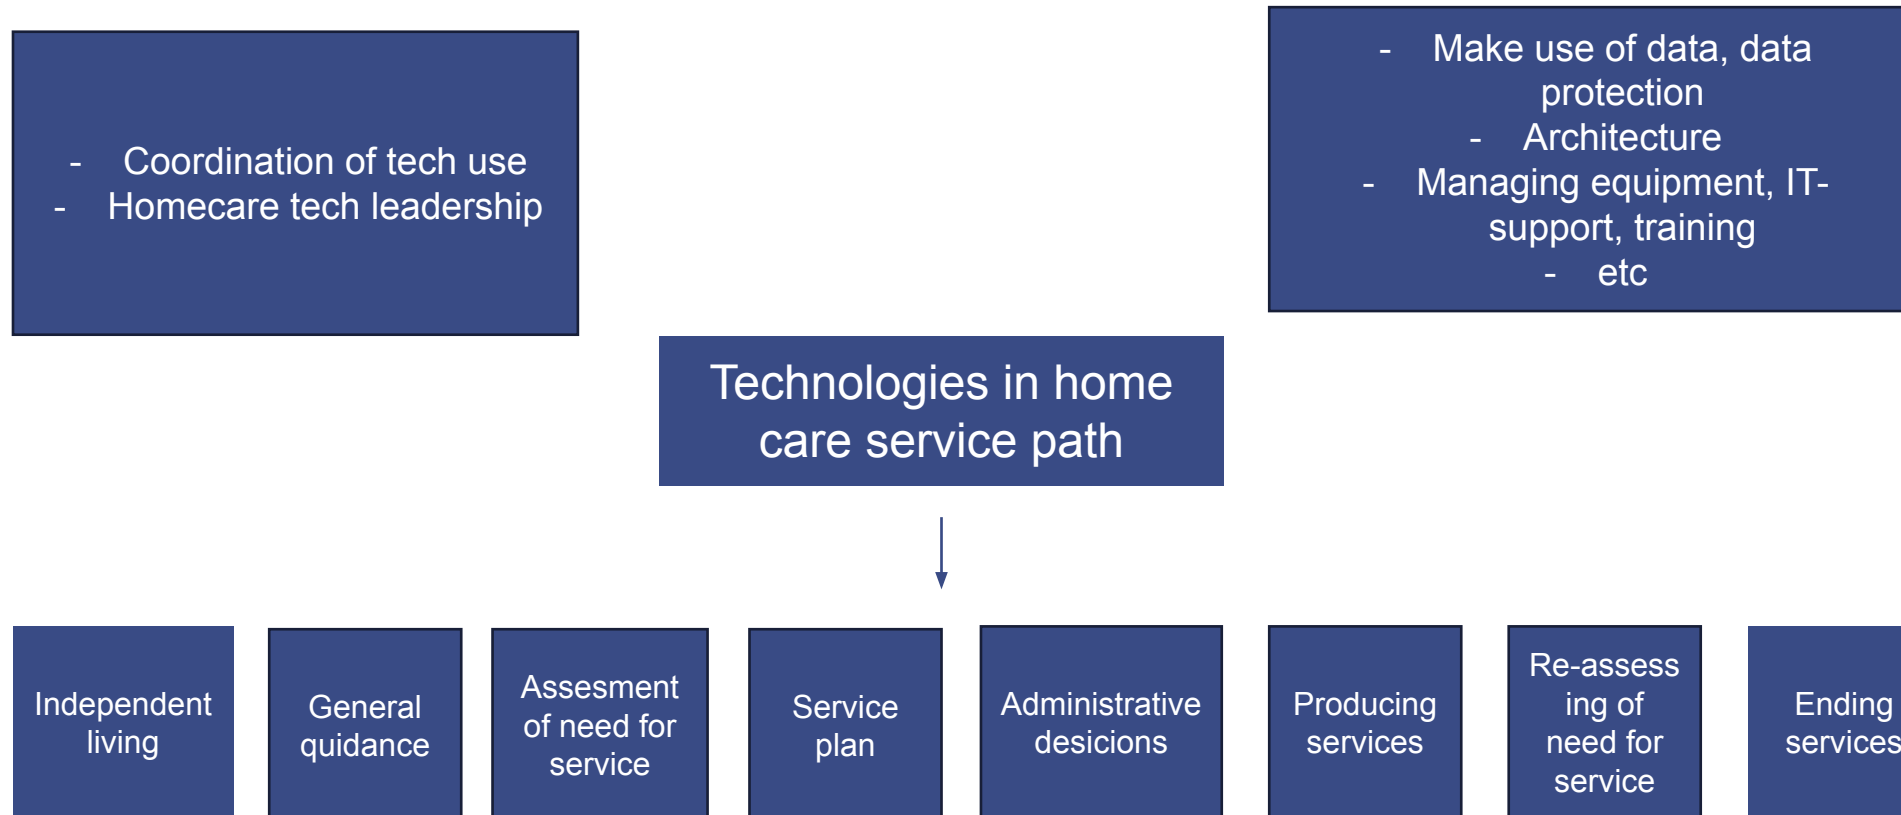 - Coordination of tech use
- Homecare tech leadership
- Make use of data, data
protection
- Architecture
- Managing equipment, IT-
support, training
- etc
Technologies in home
care service path
Independent
living
General
quidance
Assesment
of need for
service
Service
plan
Administrative
desicions
Producing
services
Re-assess
ing of
need for
service
Ending
services